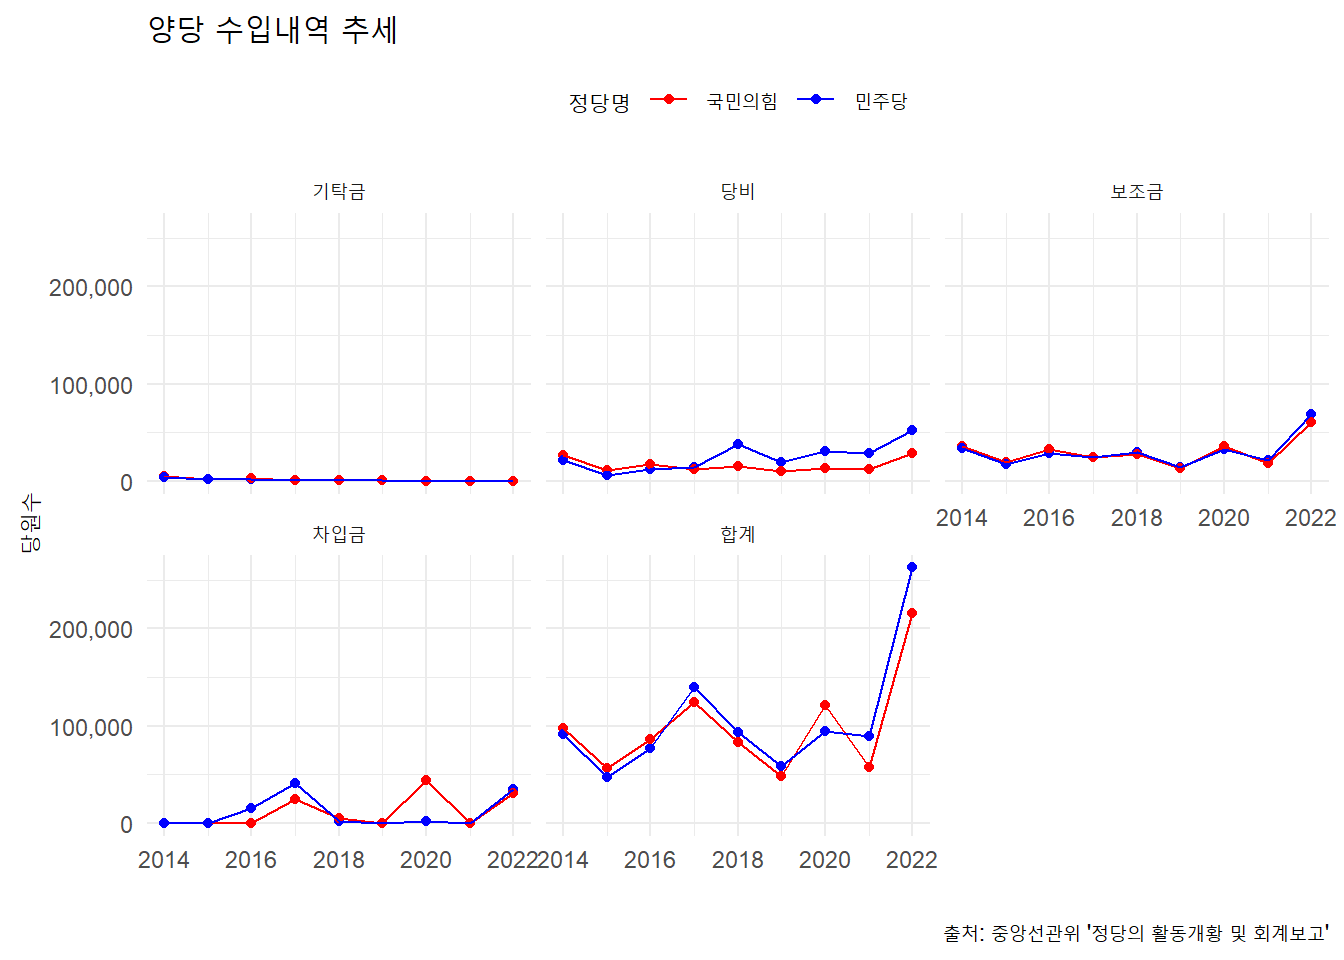 양당 수입내역 추세
정당명 국민의힘 민주당
기탁금 당비 보조금
200,000
100,000
0
2014 2016 2018 2020 2022
당원수
차입금 합계
200,000
100,000
0
2014 2016 2018 2020 2022 2014 2016 2018 2020 2022
출처: 중앙선관위 '정당의 활동개황 및 회계보고'